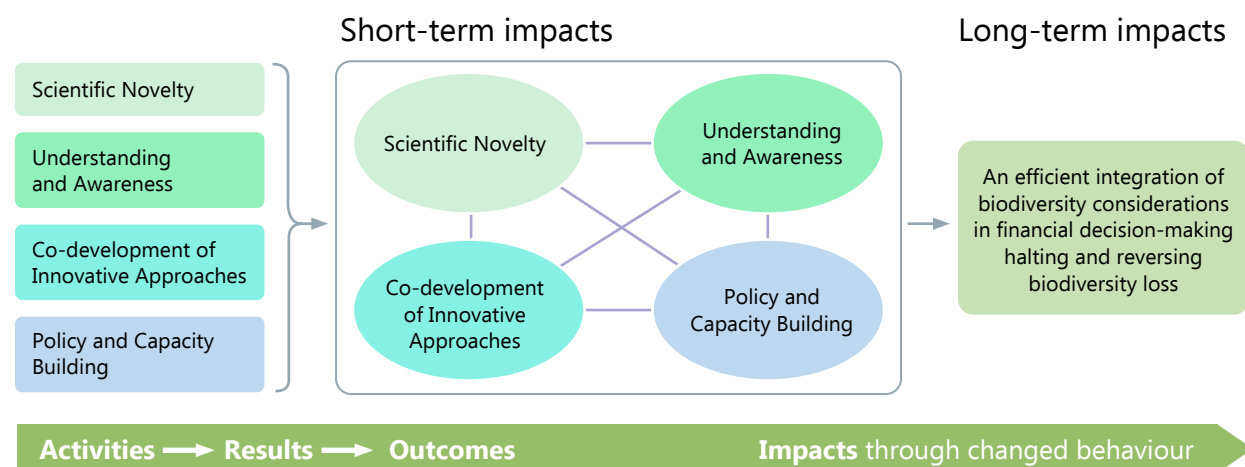 Short-term impacts
Long-term impacts
Scientific Novelty
Understanding
and Awareness
Co-development of
Innovative Approaches
Policy and Capacity
Building
Scientific Novelty
Understanding
and Awareness
Co-development
of Innovative
Approaches
Policy and
Capacity Building
An efficient integration of
biodiversity considerations
in financial decision-making
halting and reversing
biodiversity loss
Activities → Results → Outcomes
Impacts through changed behaviour